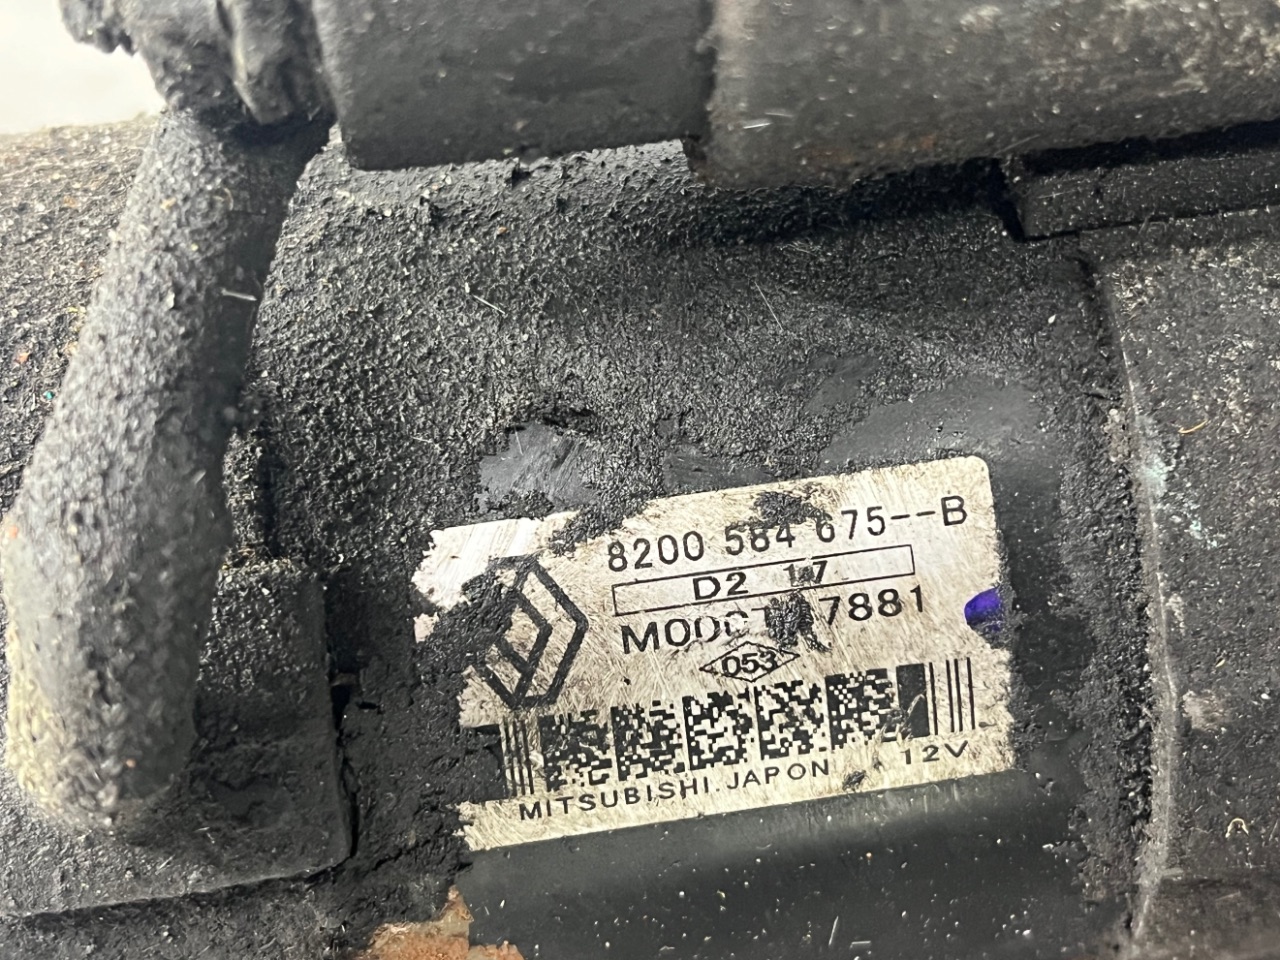 8200 584 675--B
D2 17
7881
053
MITSUBISHI.JAPON 12V